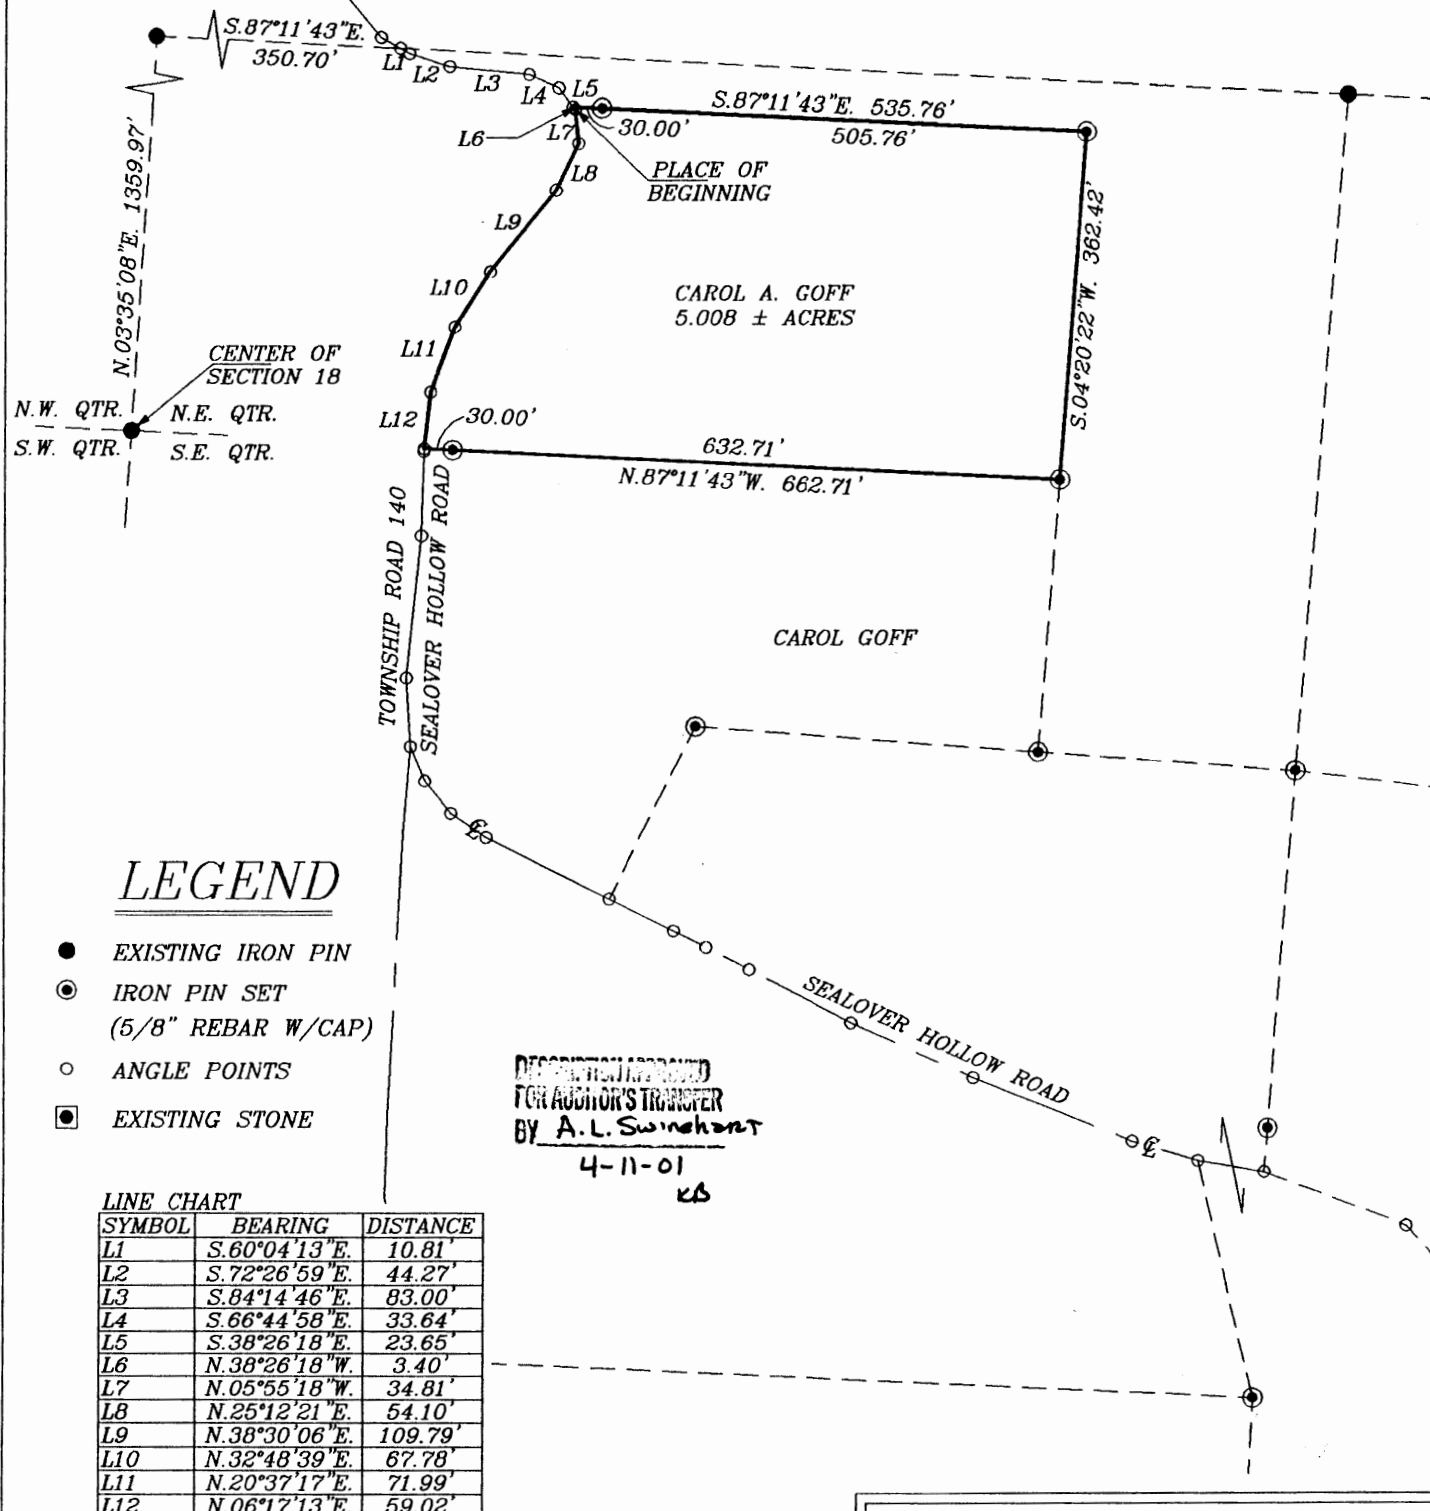 S.87°11'43"E.
350.70'
L1
L2
L3
L4
L5
L6
L7
30.00'
S.87°11'43"E. 535.76'
505.76'
PLACE OF
BEGINNING
L8
L9
L10
L11
L12
N.03°35'08"E. 1359.97'
CAROL A. GOFF
5.008 ± ACRES
S.04°20'22"W. 362.42'
CENTER OF
SECTION 18
N.W. QTR.
N.E. QTR.
S.W. QTR.
S.E. QTR.
30.00'
632.71'
N.87°11'43"W. 662.71'
TOWNSHIP ROAD 140
SEALOVER HOLLOW ROAD
CAROL GOFF
℄
LEGEND
EXISTING IRON PIN
IRON PIN SET
(5/8" REBAR W/CAP)
ANGLE POINTS
EXISTING STONE
SEALOVER HOLLOW ROAD
℄
DESCRIPTION APPROVED
FOR AUDITOR'S TRANSFER
BY A.L. Swinehart
4-11-01
KB
LINE CHART
SYMBOL BEARING DISTANCE
L1 S.60°04'13"E. 10.81'
L2 S.72°26'59"E. 44.27'
L3 S.84°14'46"E. 83.00'
L4 S.66°44'58"E. 33.64'
L5 S.38°26'18"E. 23.65'
L6 N.38°26'18"W. 3.40'
L7 N.05°55'18"W. 34.81'
L8 N.25°12'21"E. 54.10'
L9 N.38°30'06"E. 109.79'
L10 N.32°48'39"E. 67.78'
L11 N.20°37'17"E. 71.99'
L12 N.06°17'13"E. 59.02'